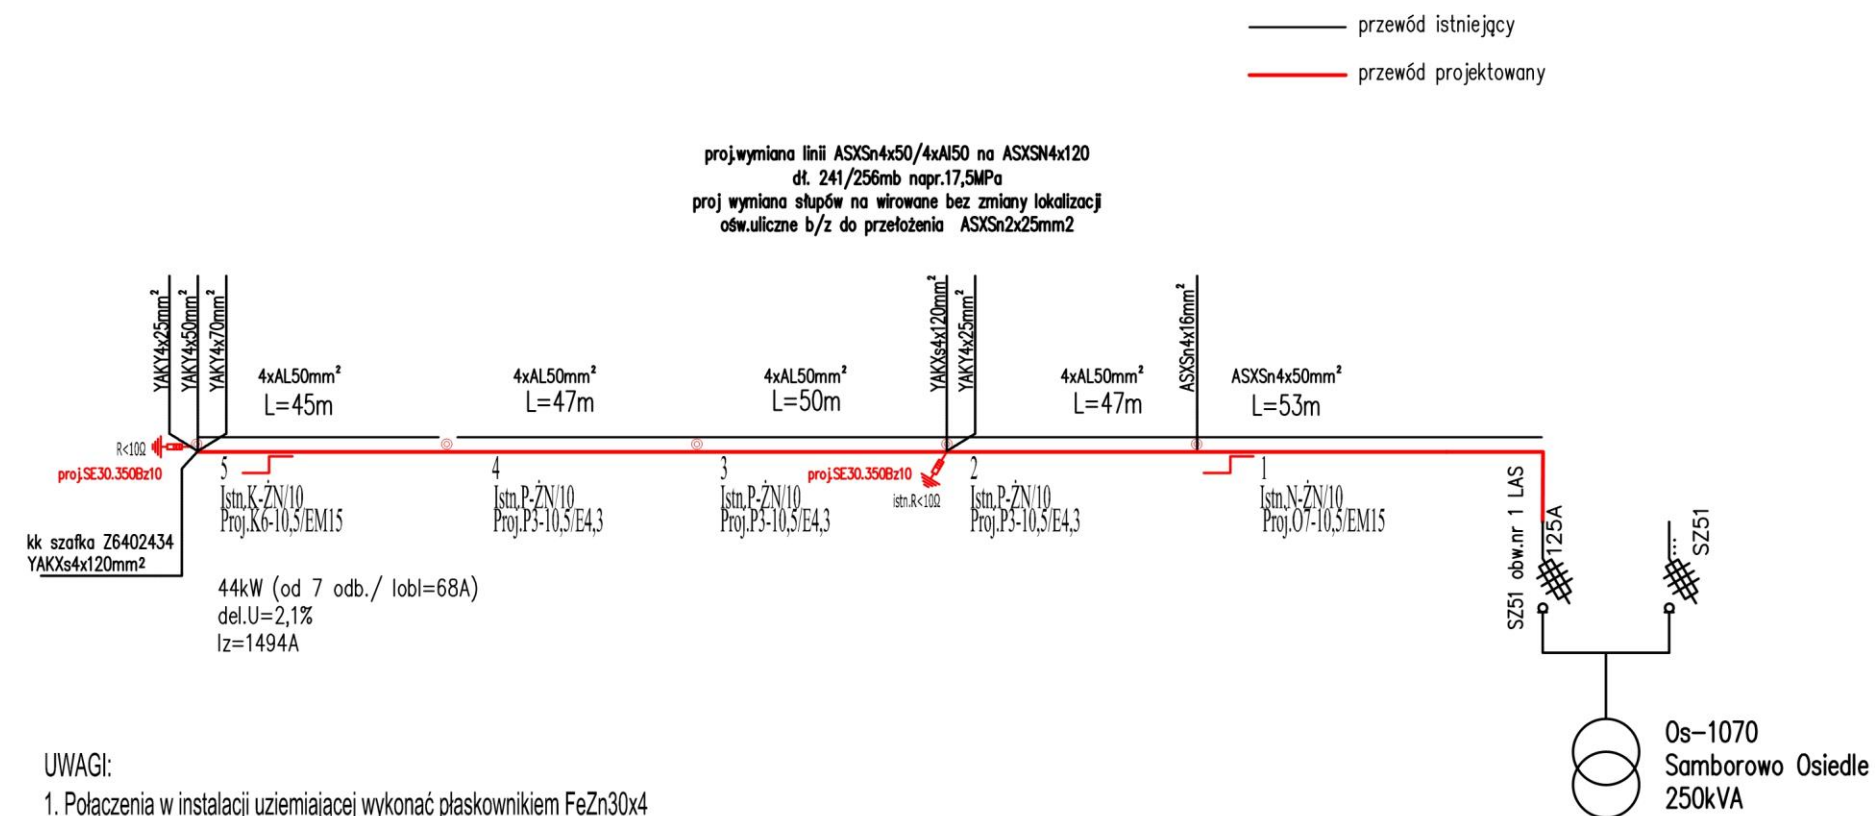 przewód istniejący
przewód projektowany
proj.wymiana linii ASXSn4x50/4xAl50 na ASXSN4x120
dł. 241/256mb napr.17,5MPa
proj wymiana słupów na wirowane bez zmiany lokalizacji
ośw.uliczne b/z do przełożenia ASXSn2x25mm2
YAKY4x25mm²
YAKY4x50mm²
YAKY4x70mm²
4xAL50mm²
L=45m
4xAL50mm²
L=47m
4xAL50mm²
L=50m
YAKXs4x120mm²
YAKY4x25mm²
4xAL50mm²
L=47m
ASXSn4x16mm²
ASXSn4x50mm²
L=53m
R<10Ω
proj.SE30.350Bz10
5
Istn.K-ŻN/10
Proj.K6-10,5/EM15
4
Istn.P-ŻN/10
Proj.P3-10,5/E4,3
3
Istn.P-ŻN/10
Proj.P3-10,5/E4,3
proj.SE30.350Bz10
istn.R<10Ω
2
Istn.P-ŻN/10
Proj.P3-10,5/E4,3
1
Istn.N-ŻN/10
Proj.O7-10,5/EM15
kk szafka Z6402434
YAKXs4x120mm²
44kW (od 7 odb./ Iobl=68A)
del.U=2,1%
Iz=1494A
SZ51 obw.nr 1 LAS
125A
...
SZ51
Os-1070
Samborowo Osiedle
250kVA
UWAGI:
1. Połączenia w instalacji uziemiającej wykonać płaskownikiem FeZn30x4